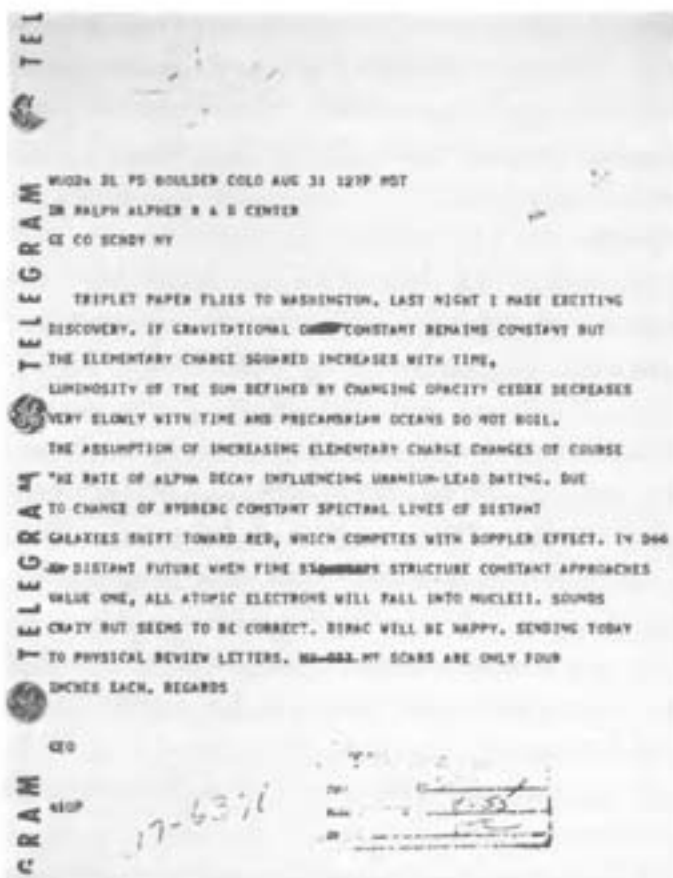 TELEGRAM TELEGRAM TELEGRAM
WU024 DL PD BOULDER COLO AUG 31 127P MST
DR RALPH ALPHER R & D CENTER
GE CO SCHDY NY
TRIPLET PAPER FLIES TO WASHINGTON. LAST NIGHT I MADE EXCITING
DISCOVERY. IF GRAVITATIONAL CONSTANT REMAINS CONSTANT BUT
THE ELEMENTARY CHARGE SQUARED INCREASES WITH TIME,
LUMINOSITY OF THE SUN DEFINED BY CHANGING OPACITY DECREASES
VERY SLOWLY WITH TIME AND PRECAMBRIAN OCEANS DO NOT BOIL.
THE ASSUMPTION OF INCREASING ELEMENTARY CHARGE CHANGES OF COURSE
THE RATE OF ALPHA DECAY INFLUENCING URANIUM-LEAD DATING. DUE
TO CHANGE OF RYDBERG CONSTANT SPECTRAL LINES OF DISTANT
GALAXIES SHIFT TOWARD RED, WHICH COMPETES WITH DOPPLER EFFECT. IN
DISTANT FUTURE WHEN FINE STRUCTURE CONSTANT APPROACHES
VALUE ONE, ALL ATOMIC ELECTRONS WILL FALL INTO NUCLEII. SOUNDS
CRAZY BUT SEEMS TO BE CORRECT. DIRAC WILL BE HAPPY. SENDING TODAY
TO PHYSICAL REVIEW LETTERS. MY SCARS ARE ONLY FOUR
INCHES EACH. REGARDS
GEO
17-6371